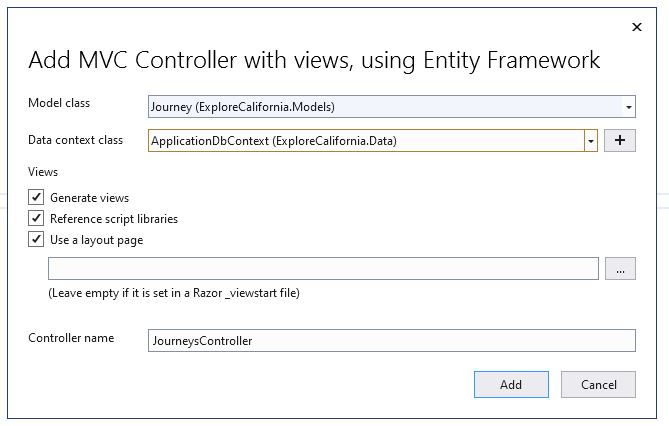 Add MVC Controller with views, using Entity Framework
Model class
Journey (ExploreCalifornia.Models)
Data context class
ApplicationDbContext (ExploreCalifornia.Data)
+
Views
Generate views
Reference script libraries
Use a layout page
...
(Leave empty if it is set in a Razor _viewstart file)
Controller name
JourneysController
Add
Cancel